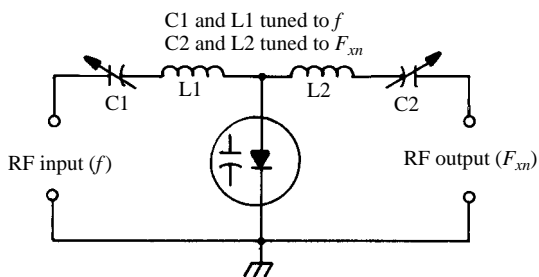 C1 and L1 tuned to f
C2 and L2 tuned to Fxn
C1
L1
L2
C2
RF input (f)
RF output (Fxn)